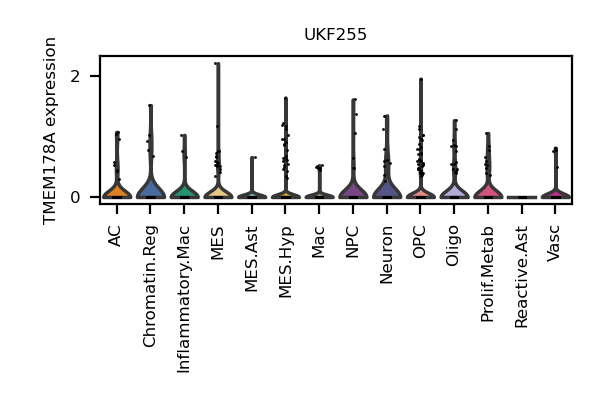 UKF255
TMEM178A expression
2
0
AC
Chromatin.Reg
Inflammatory.Mac
MES
MES.Ast
MES.Hyp
Mac
NPC
Neuron
OPC
Oligo
Prolif.Metab
Reactive.Ast
Vasc